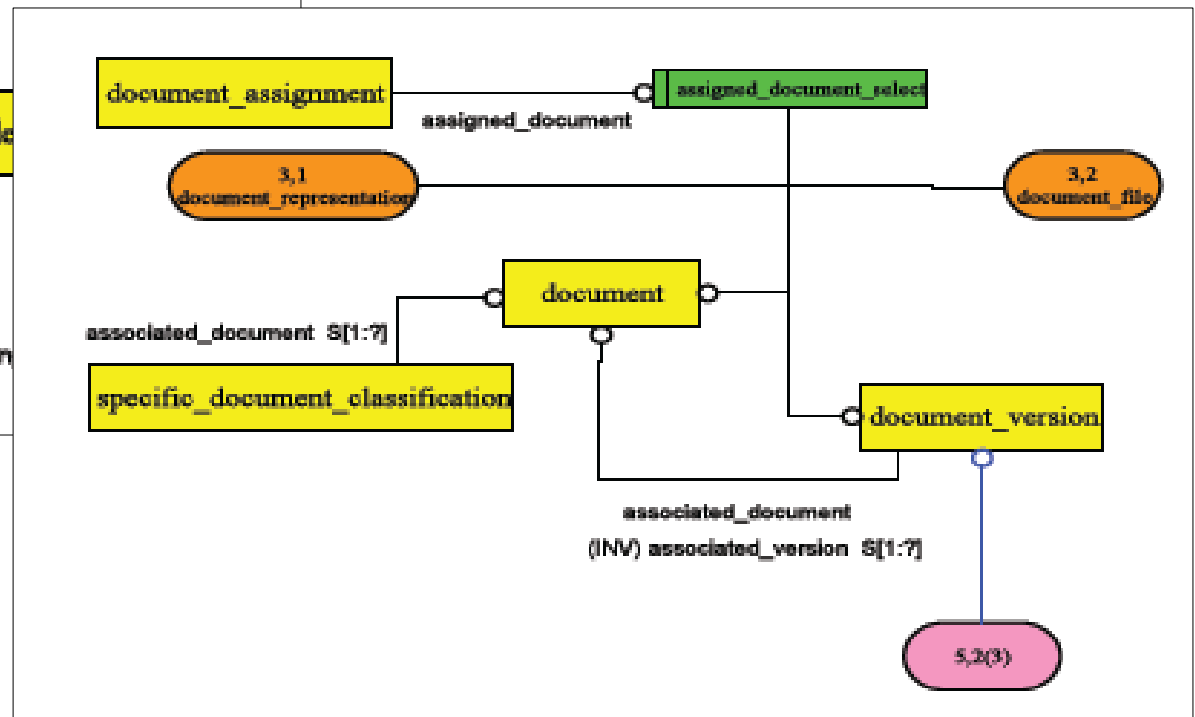 document_assignment
assigned_document_select
assigned_document
3,1
document_representation
3,2
document_file
document
associated_document S[1:?]
specific_document_classification
document_version
associated_document
(INV) associated_version S[1:?]
5,2(3)